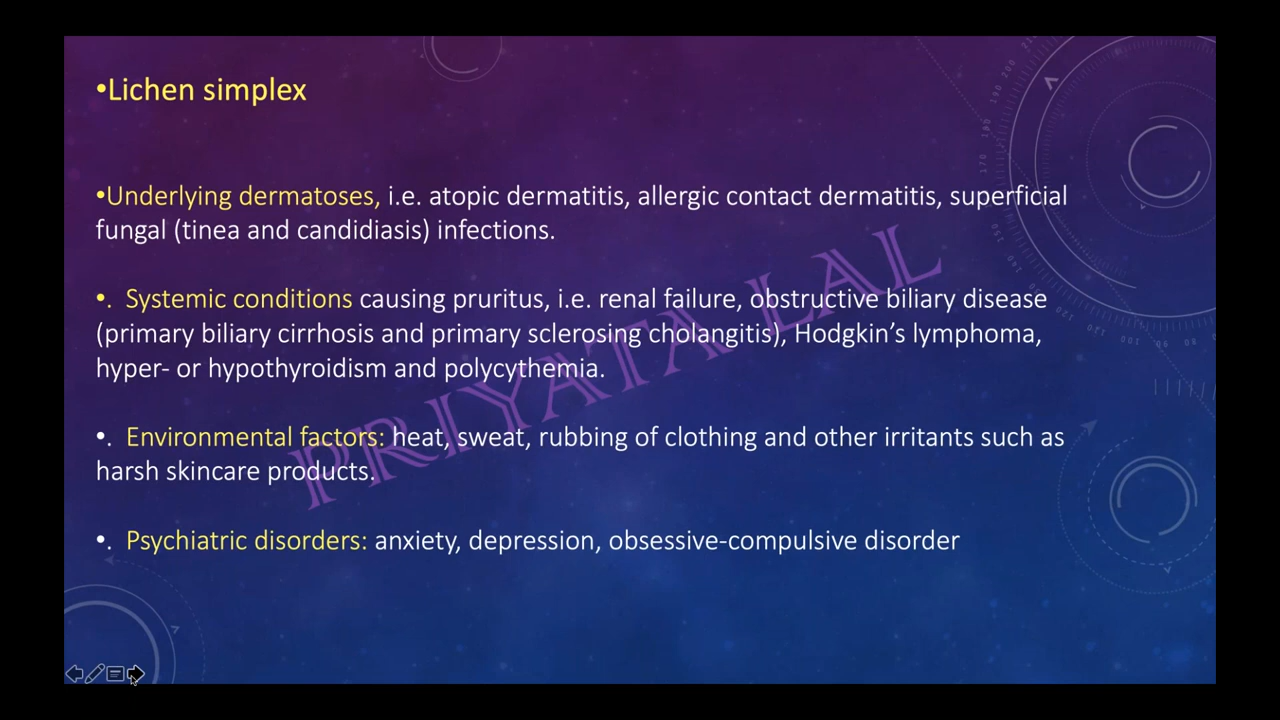 •Lichen simplex
•Underlying dermatoses, i.e. atopic dermatitis, allergic contact dermatitis, superficial
fungal (tinea and candidiasis) infections.
•. Systemic conditions causing pruritus, i.e. renal failure, obstructive biliary disease
(primary biliary cirrhosis and primary sclerosing cholangitis), Hodgkin’s lymphoma,
hyper- or hypothyroidism and polycythemia.
•. Environmental factors: heat, sweat, rubbing of clothing and other irritants such as
harsh skincare products.
•. Psychiatric disorders: anxiety, depression, obsessive-compulsive disorder
PRIYATA LAL